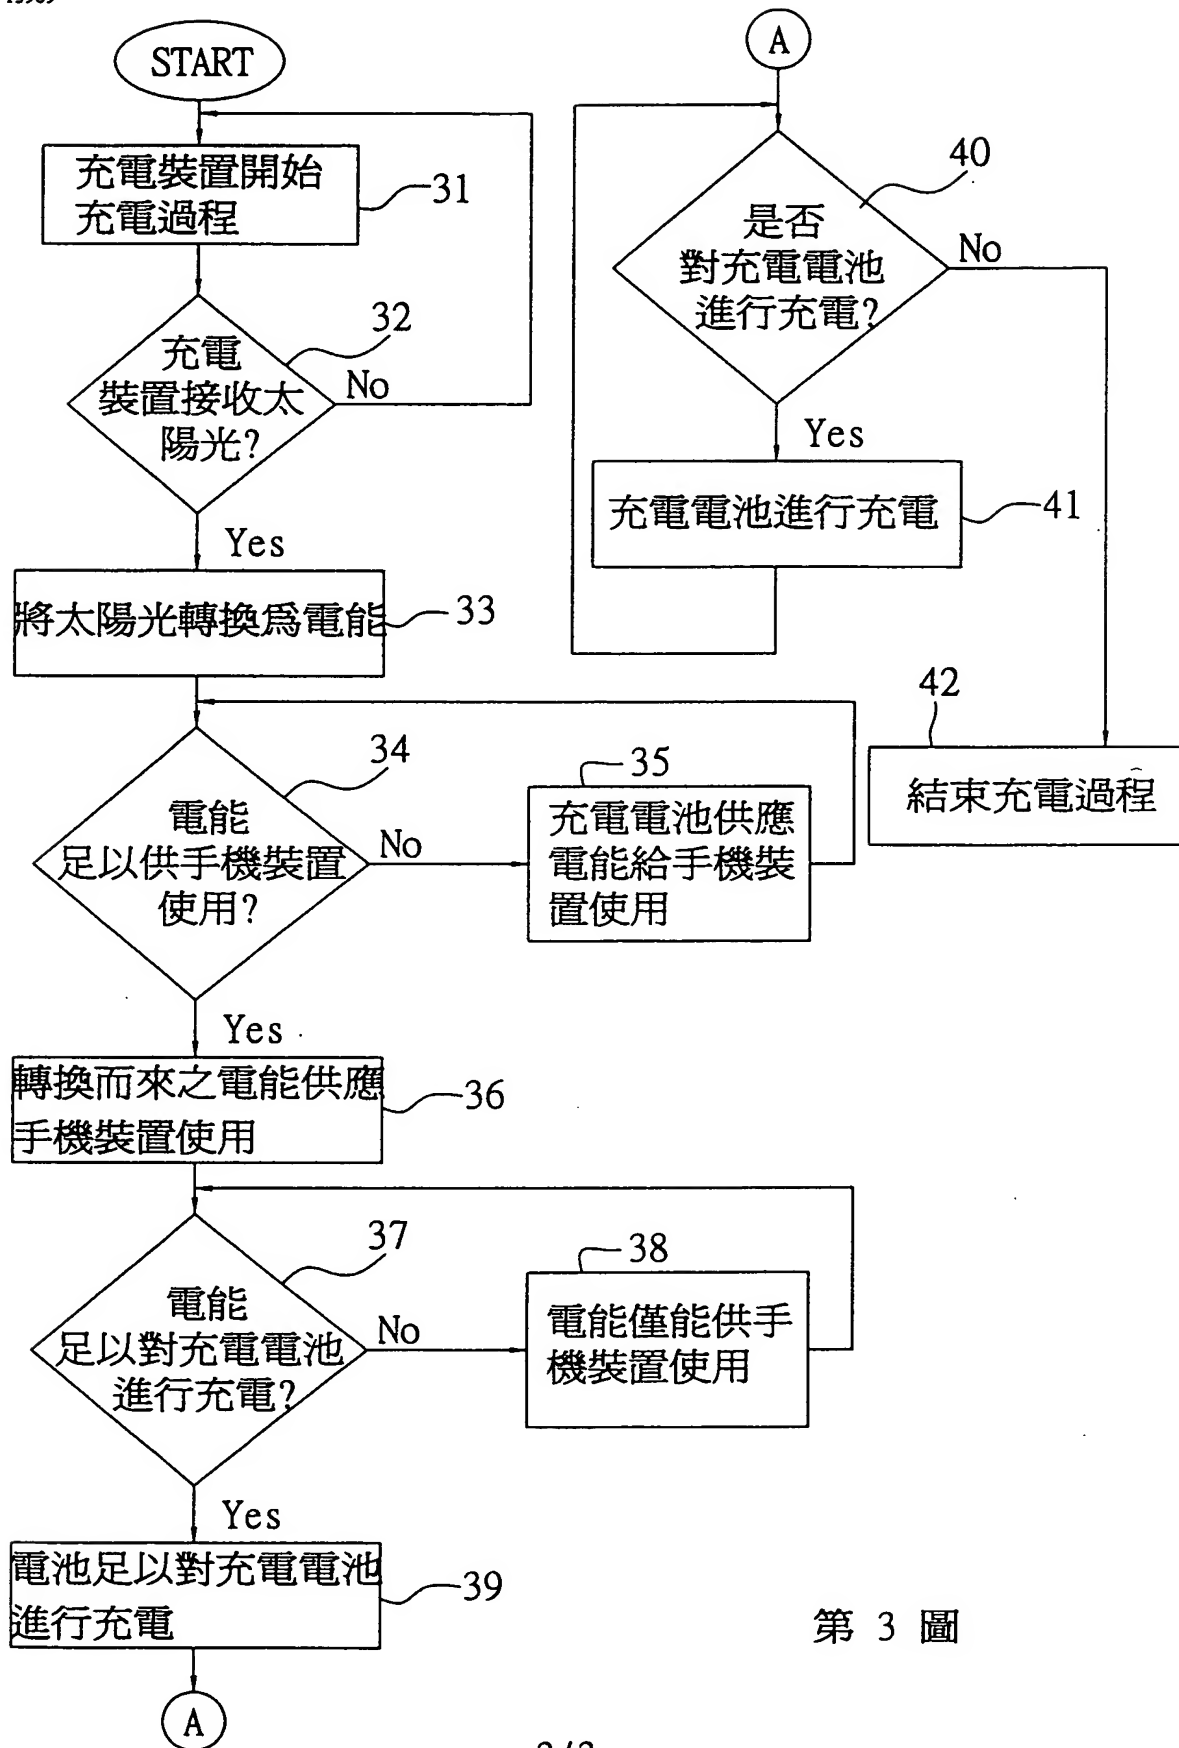 START
充電裝置開始
充電過程
31
充電
裝置接收太
陽光?
32
No
Yes
將太陽光轉換爲電能
33
電能
足以供手機裝置
使用?
34
No
充電電池供應
電能給手機裝
置使用
35
Yes
轉換而來之電能供應
手機裝置使用
36
電能
足以對充電電池
進行充電?
37
No
電能僅能供手
機裝置使用
38
Yes
電池足以對充電電池
進行充電
39
A
A
是否
對充電電池
進行充電?
40
No
Yes
充電電池進行充電
41
42
結束充電過程
第 3 圖